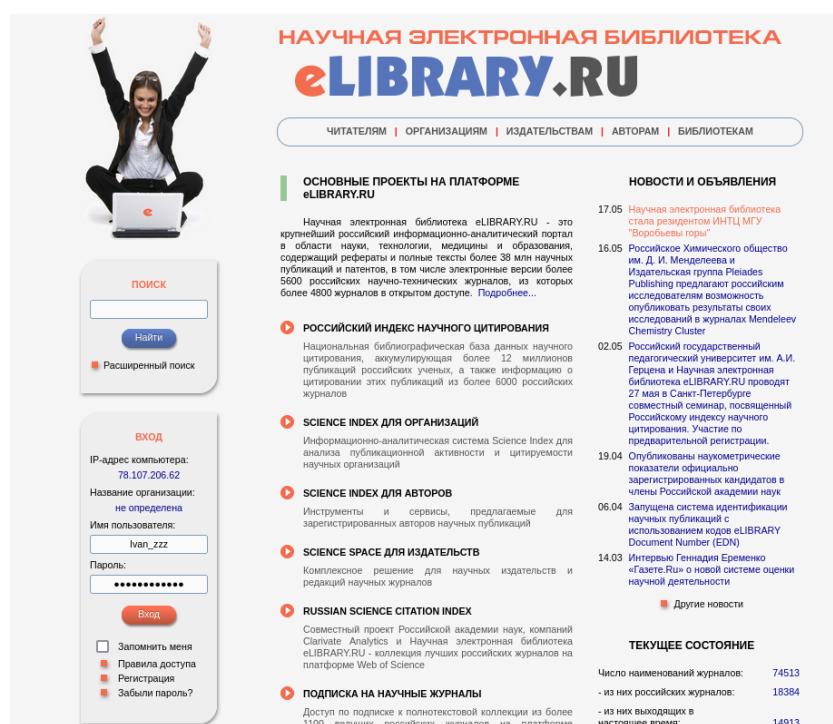 НАУЧНАЯ ЭЛЕКТРОННАЯ БИБЛИОТЕКА
eLIBRARY.RU
ЧИТАТЕЛЯМ | ОРГАНИЗАЦИЯМ | ИЗДАТЕЛЬСТВАМ | АВТОРАМ | БИБЛИОТЕКАМ
e
ПОИСК
Найти
Расширенный поиск
ВХОД
IP-адрес компьютера:
78.107.206.62
Название организации:
не определена
Имя пользователя:
Ivan_zzz
Пароль:
●●●●●●●●●●●●
Вход
Запомнить меня
Правила доступа
Регистрация
Забыли пароль?
ОСНОВНЫЕ ПРОЕКТЫ НА ПЛАТФОРМЕ
eLIBRARY.RU
Научная электронная библиотека eLIBRARY.RU - это
крупнейший российский информационно-аналитический портал
в области науки, технологии, медицины и образования,
содержащий рефераты и полные тексты более 38 млн научных
публикаций и патентов, в том числе электронные версии более
5600 российских научно-технических журналов, из которых
более 4800 журналов в открытом доступе. Подробнее...
РОССИЙСКИЙ ИНДЕКС НАУЧНОГО ЦИТИРОВАНИЯ
Национальная библиографическая база данных научного
цитирования, аккумулирующая более 12 миллионов
публикаций российских ученых, а также информацию о
цитировании этих публикаций из более 6000 российских
журналов
SCIENCE INDEX ДЛЯ ОРГАНИЗАЦИЙ
Информационно-аналитическая система Science Index для
анализа публикационной активности и цитируемости
научных организаций
SCIENCE INDEX ДЛЯ АВТОРОВ
Инструменты и сервисы, предлагаемые для
зарегистрированных авторов научных публикаций
SCIENCE SPACE ДЛЯ ИЗДАТЕЛЬСТВ
Комплексное решение для научных издательств и
редакций научных журналов
RUSSIAN SCIENCE CITATION INDEX
Совместный проект Российской академии наук, компаний
Clarivate Analytics и Научная электронная библиотека
eLIBRARY.RU - коллекция лучших российских журналов на
платформе Web of Science
ПОДПИСКА НА НАУЧНЫЕ ЖУРНАЛЫ
Доступ по подписке к полнотекстовой коллекции из более
1100 ведущих российских журналов на платформе
НОВОСТИ И ОБЪЯВЛЕНИЯ
17.05 Научная электронная библиотека
стала резидентом ИНТЦ МГУ
"Воробьевы горы"
16.05 Российское Химического общество
им. Д. И. Менделеева и
Издательская группа Pleiades
Publishing предлагают российским
исследователям возможность
опубликовать результаты своих
исследований в журналах Mendeleev
Chemistry Cluster
02.05 Российский государственный
педагогический университет им. А.И.
Герцена и Научная электронная
библиотека eLIBRARY.RU проводят
27 мая в Санкт-Петербурге
совместный семинар, посвященный
Российскому индексу научного
цитирования. Участие по
предварительной регистрации.
19.04 Опубликованы наукометрические
показатели официально
зарегистрированных кандидатов в
члены Российской академии наук
06.04 Запущена система идентификации
научных публикаций с
использованием кодов eLIBRARY
Document Number (EDN)
14.03 Интервью Геннадия Еременко
«Газете.Ru» о новой системе оценки
научной деятельности
Другие новости
ТЕКУЩЕЕ СОСТОЯНИЕ
Число наименований журналов: 74513
- из них российских журналов: 18384
- из них выходящих в
настоящее время: 14913